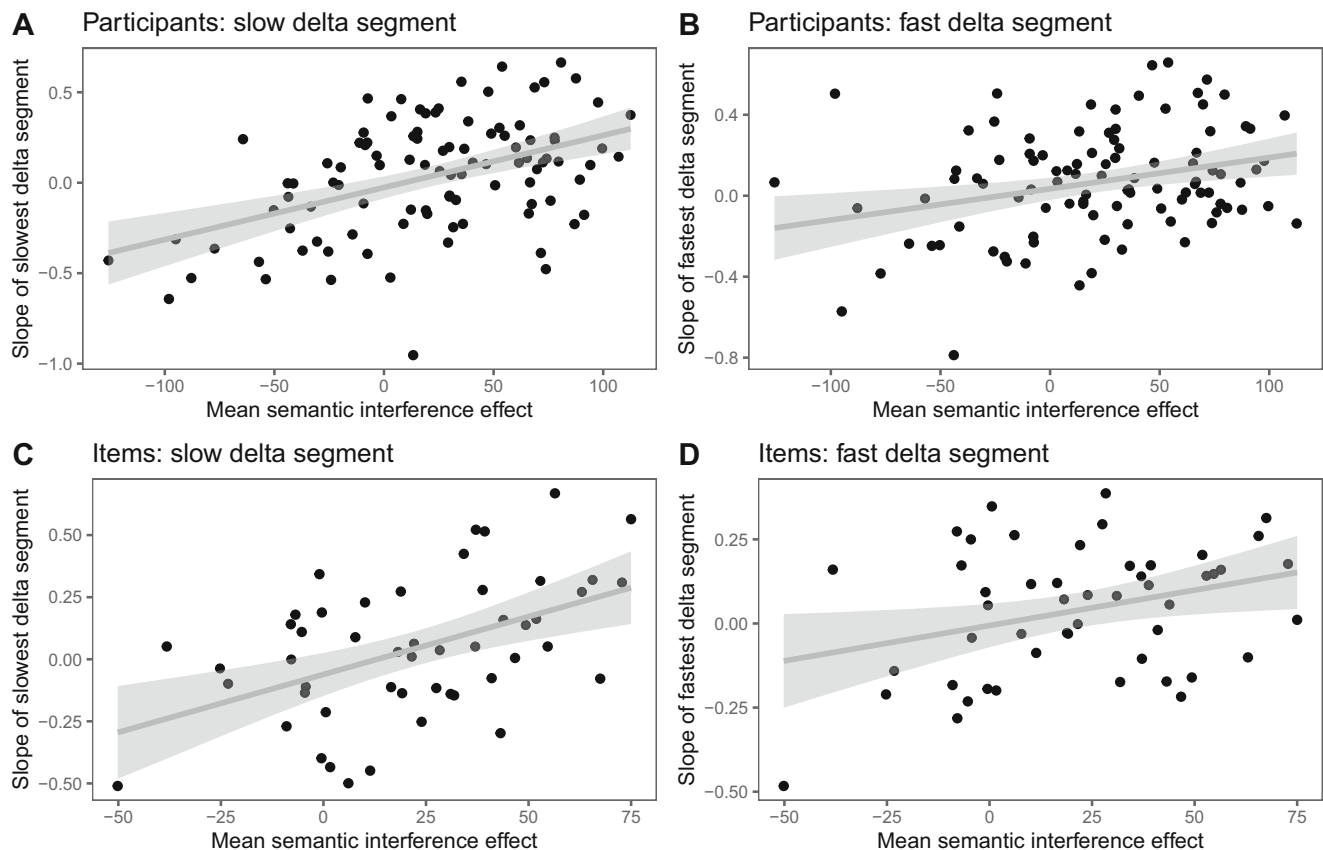 A Participants: slow delta segment
Slope of slowest delta segment
0.5
0.0
−0.5
−1.0
−100 −50 0 50 100
Mean semantic interference effect
B Participants: fast delta segment
Slope of fastest delta segment
0.4
0.0
−0.4
−0.8
−100 −50 0 50 100
Mean semantic interference effect
C Items: slow delta segment
Slope of slowest delta segment
0.50
0.25
0.00
−0.25
−0.50
−50 −25 0 25 50 75
Mean semantic interference effect
D Items: fast delta segment
Slope of fastest delta segment
0.25
0.00
−0.25
−0.50
−50 −25 0 25 50 75
Mean semantic interference effect